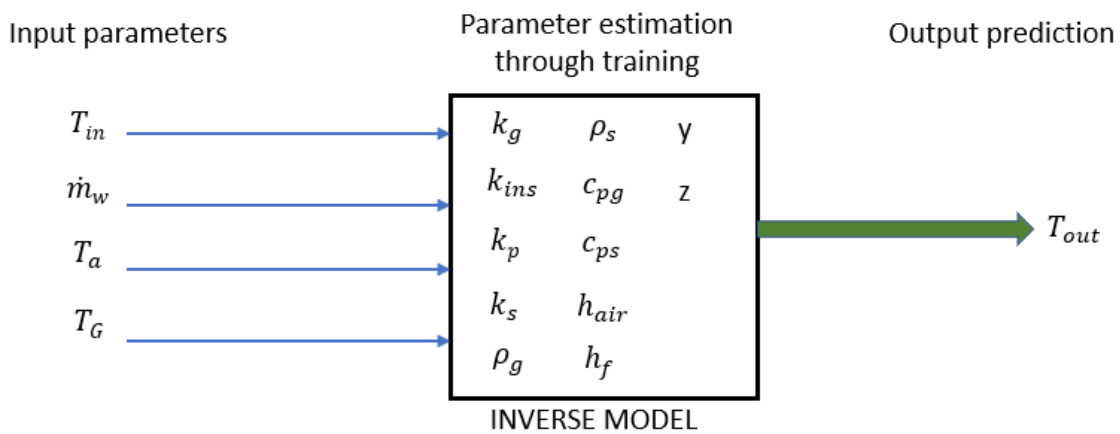 Input parameters
Parameter estimation
through training
Output prediction
T_in
ṁ_w
T_a
T_G
k_g ρ_s y
k_ins c_pg z
k_p c_ps
k_s h_air
ρ_g h_f
T_out
INVERSE MODEL